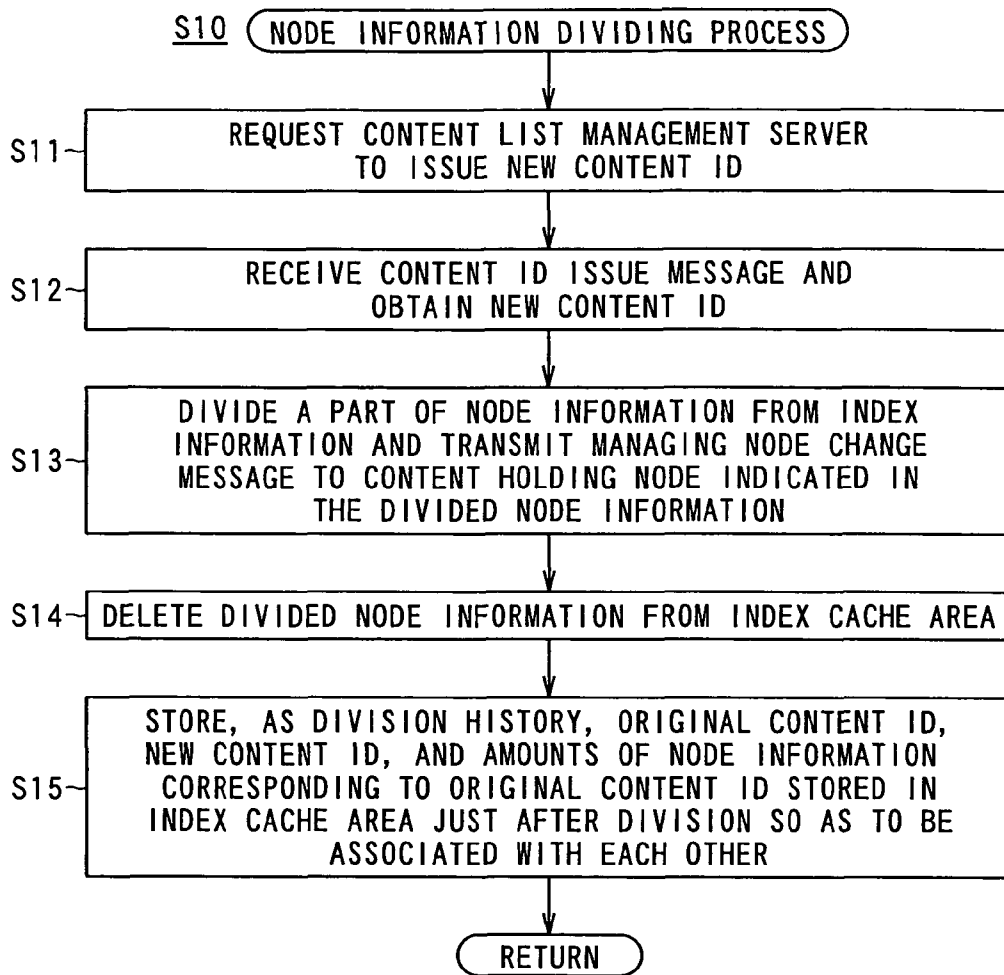 S10 NODE INFORMATION DIVIDING PROCESS
S11 REQUEST CONTENT LIST MANAGEMENT SERVER
TO ISSUE NEW CONTENT ID
S12 RECEIVE CONTENT ID ISSUE MESSAGE AND
OBTAIN NEW CONTENT ID
DIVIDE A PART OF NODE INFORMATION FROM INDEX
INFORMATION AND TRANSMIT MANAGING NODE CHANGE
S13 MESSAGE TO CONTENT HOLDING NODE INDICATED IN
THE DIVIDED NODE INFORMATION
S14 DELETE DIVIDED NODE INFORMATION FROM INDEX CACHE AREA
STORE, AS DIVISION HISTORY, ORIGINAL CONTENT ID,
NEW CONTENT ID, AND AMOUNTS OF NODE INFORMATION
S15 CORRESPONDING TO ORIGINAL CONTENT ID STORED IN
INDEX CACHE AREA JUST AFTER DIVISION SO AS TO BE
ASSOCIATED WITH EACH OTHER
RETURN